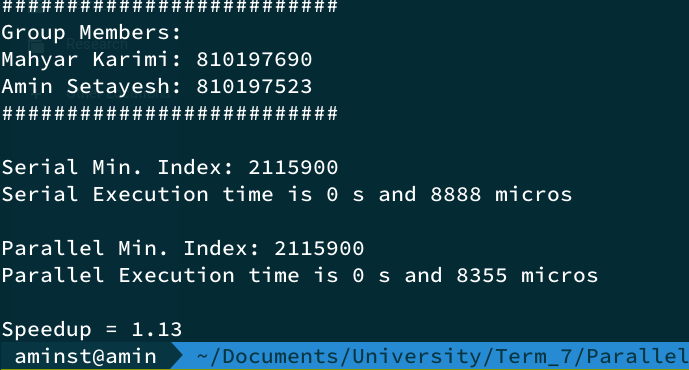 ##########################
Group Members:
Research
Mahyar Karimi: 810197690
Amin Setayesh: 810197523
##########################
Serial Min. Index: 2115900
Serial Execution time is 0 s and 8888 micros
Parallel Min. Index: 2115900
Parallel Execution time is 0 s and 8355 micros
Speedup = 1.13
aminst@amin ~/Documents/University/Term_7/Parallel